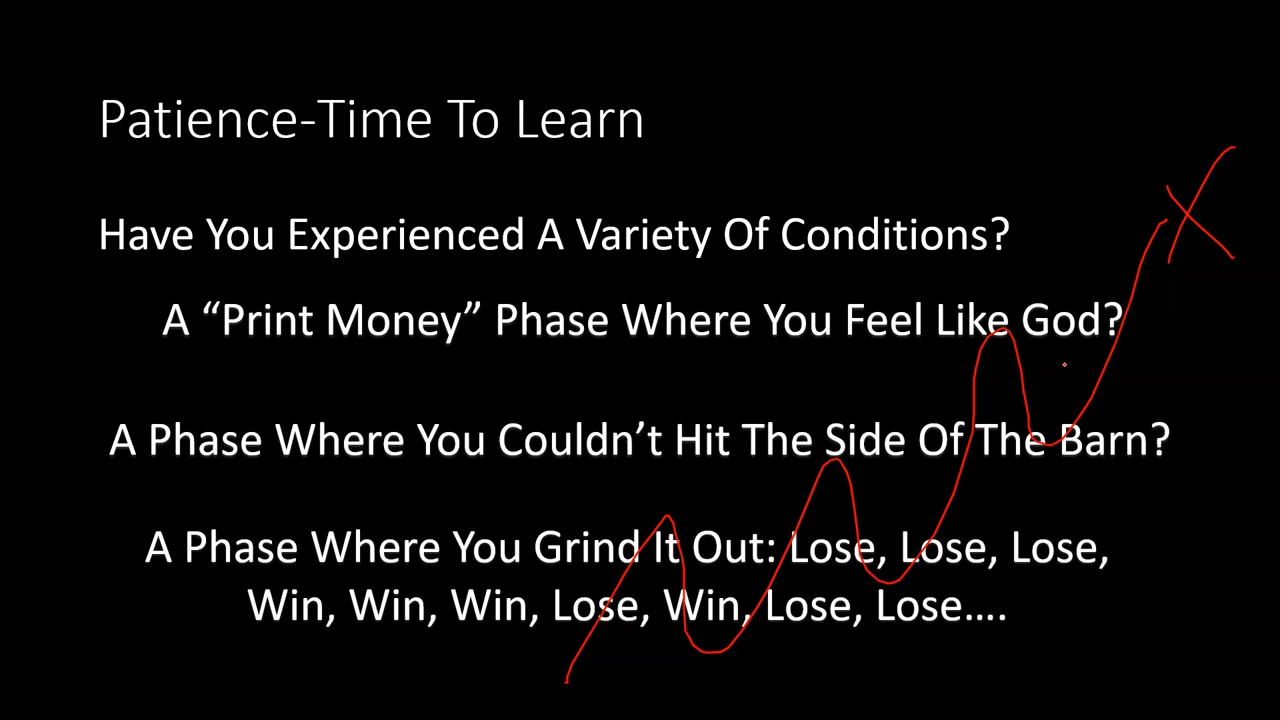 Patience-Time To Learn
Have You Experienced A Variety Of Conditions?
A “Print Money” Phase Where You Feel Like God?
A Phase Where You Couldn’t Hit The Side Of The Barn?
A Phase Where You Grind It Out: Lose, Lose, Lose,
Win, Win, Win, Lose, Win, Lose, Lose….